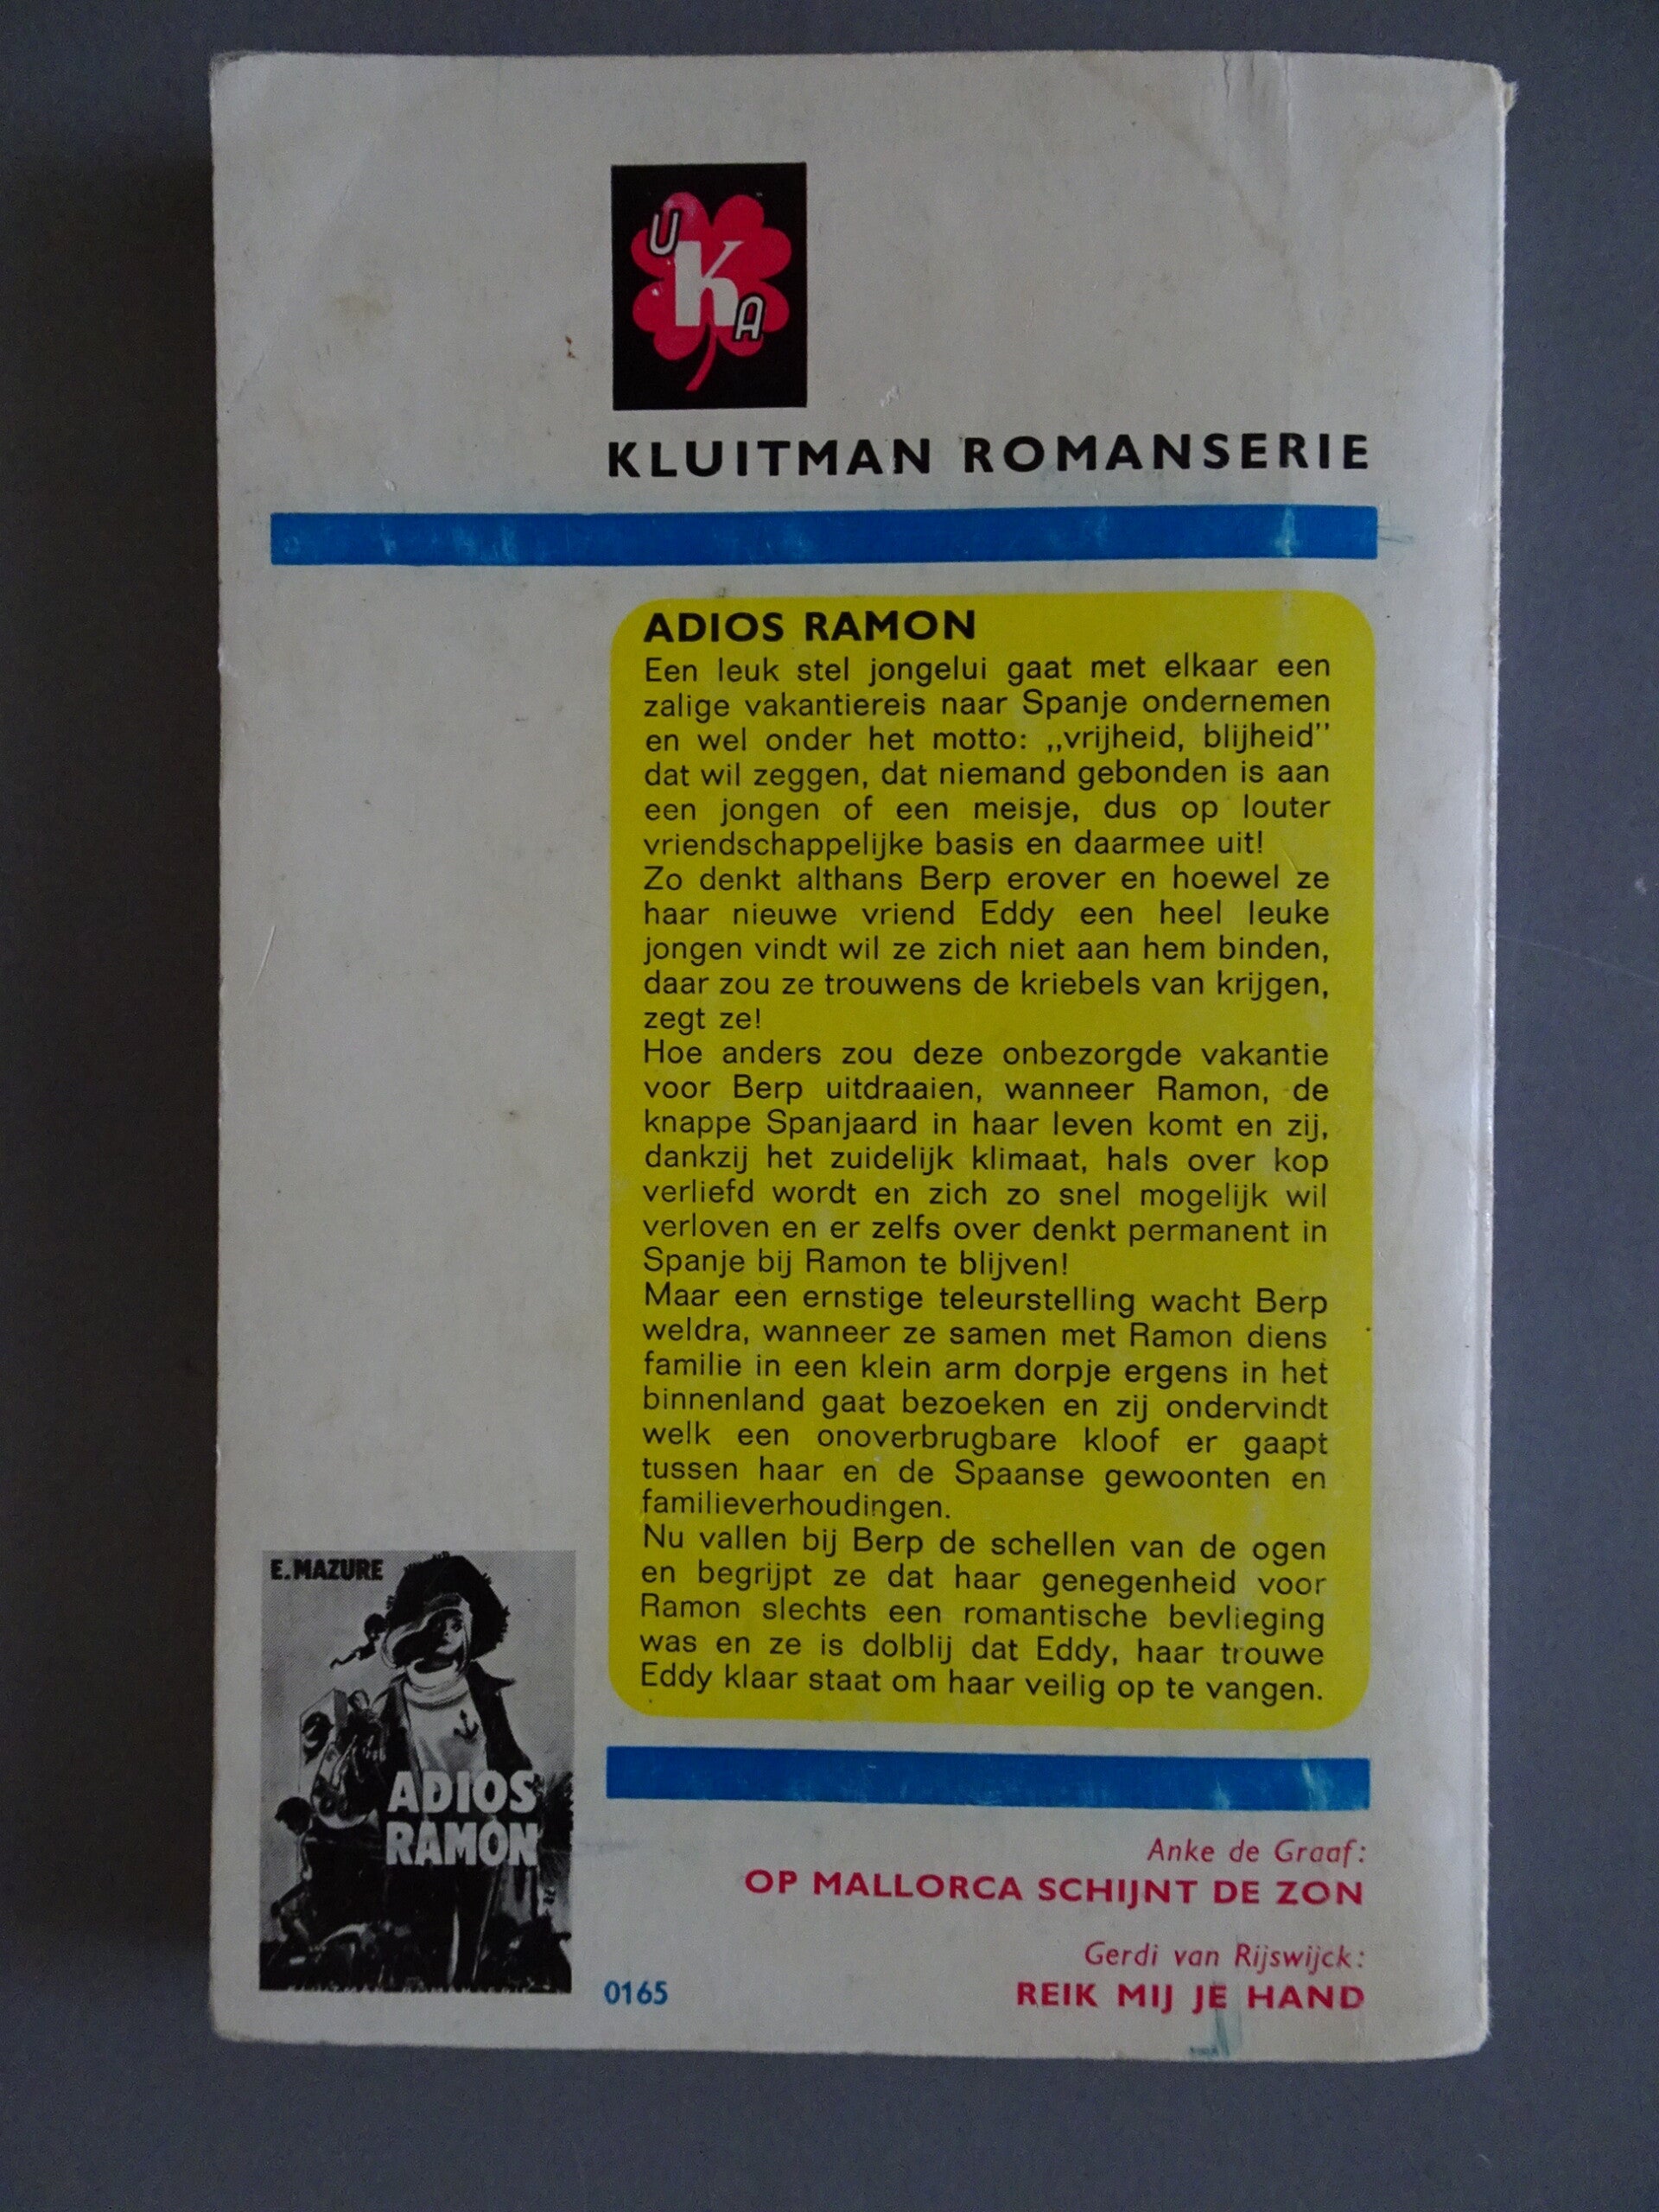 U
K
A
KLUITMAN ROMANSERIE
ADIOS RAMON
Een leuk stel jongelui gaat met elkaar een
zalige vakantiereis naar Spanje ondernemen
en wel onder het motto: „vrijheid, blijheid”
dat wil zeggen, dat niemand gebonden is aan
een jongen of een meisje, dus op louter
vriendschappelijke basis en daarmee uit!
Zo denkt althans Berp erover en hoewel ze
haar nieuwe vriend Eddy een heel leuke
jongen vindt wil ze zich niet aan hem binden,
daar zou ze trouwens de kriebels van krijgen,
zegt ze!
Hoe anders zou deze onbezorgde vakantie
voor Berp uitdraaien, wanneer Ramon, de
knappe Spanjaard in haar leven komt en zij,
dankzij het zuidelijk klimaat, hals over kop
verliefd wordt en zich zo snel mogelijk wil
verloven en er zelfs over denkt permanent in
Spanje bij Ramon te blijven!
Maar een ernstige teleurstelling wacht Berp
weldra, wanneer ze samen met Ramon diens
familie in een klein arm dorpje ergens in het
binnenland gaat bezoeken en zij ondervindt
welk een onoverbrugbare kloof er gaapt
tussen haar en de Spaanse gewoonten en
familieverhoudingen.
Nu vallen bij Berp de schellen van de ogen
en begrijpt ze dat haar genegenheid voor
Ramon slechts een romantische bevlieging
was en ze is dolblij dat Eddy, haar trouwe
Eddy klaar staat om haar veilig op te vangen.
E. MAZURE
ADIOS
RAMON
Anke de Graaf:
OP MALLORCA SCHIJNT DE ZON
Gerdi van Rijswijck:
REIK MIJ JE HAND
0165